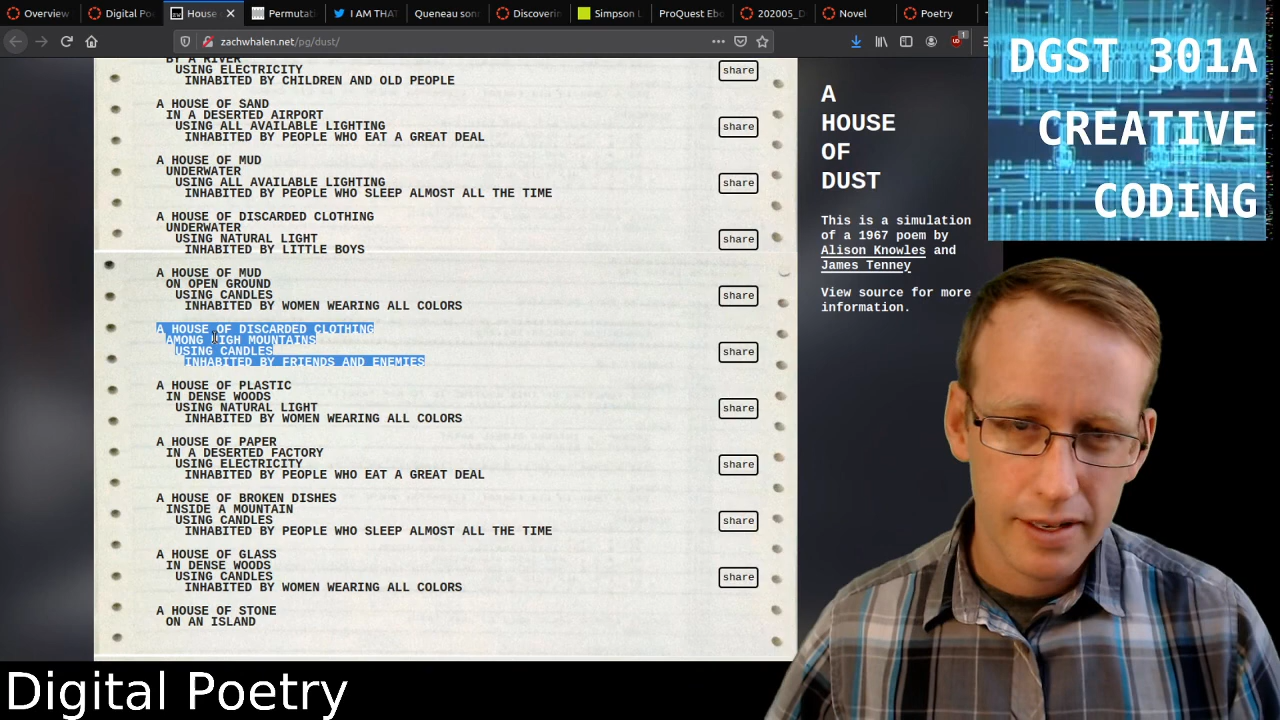 Overview
Digital Po
House
Permutati
I AM THAT
Queneau son
Discoverin
Simpson L
ProQuest Ebo
202005_D
Novel
Poetry
zachwhalen.net/pg/dust/
1
DGST 301A
CREATIVE
CODING
BY A RIVER
USING ELECTRICITY
INHABITED BY CHILDREN AND OLD PEOPLE
share
A HOUSE OF SAND
IN A DESERTED AIRPORT
USING ALL AVAILABLE LIGHTING
INHABITED BY PEOPLE WHO EAT A GREAT DEAL
share
A HOUSE OF MUD
UNDERWATER
USING ALL AVAILABLE LIGHTING
INHABITED BY PEOPLE WHO SLEEP ALMOST ALL THE TIME
share
A HOUSE OF DISCARDED CLOTHING
UNDERWATER
USING NATURAL LIGHT
INHABITED BY LITTLE BOYS
share
A HOUSE OF MUD
ON OPEN GROUND
USING CANDLES
INHABITED BY WOMEN WEARING ALL COLORS
share
A HOUSE OF DISCARDED CLOTHING
AMONG HIGH MOUNTAINS
USING CANDLES
INHABITED BY FRIENDS AND ENEMIES
share
A HOUSE OF PLASTIC
IN DENSE WOODS
USING NATURAL LIGHT
INHABITED BY WOMEN WEARING ALL COLORS
share
A HOUSE OF PAPER
IN A DESERTED FACTORY
USING ELECTRICITY
INHABITED BY PEOPLE WHO EAT A GREAT DEAL
share
A HOUSE OF BROKEN DISHES
INSIDE A MOUNTAIN
USING CANDLES
INHABITED BY PEOPLE WHO SLEEP ALMOST ALL THE TIME
share
A HOUSE OF GLASS
IN DENSE WOODS
USING CANDLES
INHABITED BY WOMEN WEARING ALL COLORS
share
A HOUSE OF STONE
ON AN ISLAND
A
HOUSE
OF
DUST
This is a simulation
of a 1967 poem by
Alison Knowles and
James Tenney
View source for more
information.
Digital Poetry